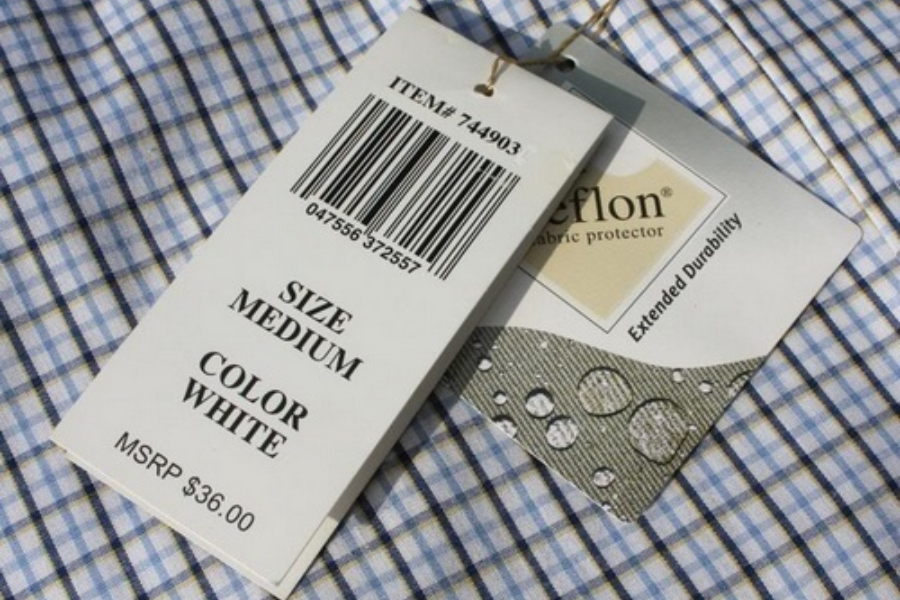 ITEM# 744903
047556 372557
SIZE
MEDIUM
COLOR
WHITE
MSRP $36.00
eflon®
abric protector
Extended Durability